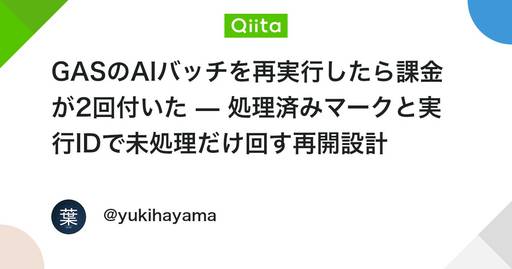 Qiita
GASのAIバッチを再実行したら課金
が2回付いた — 処理済みマークと実
行IDで未処理だけ回す再開設計
葉
@yukihayama